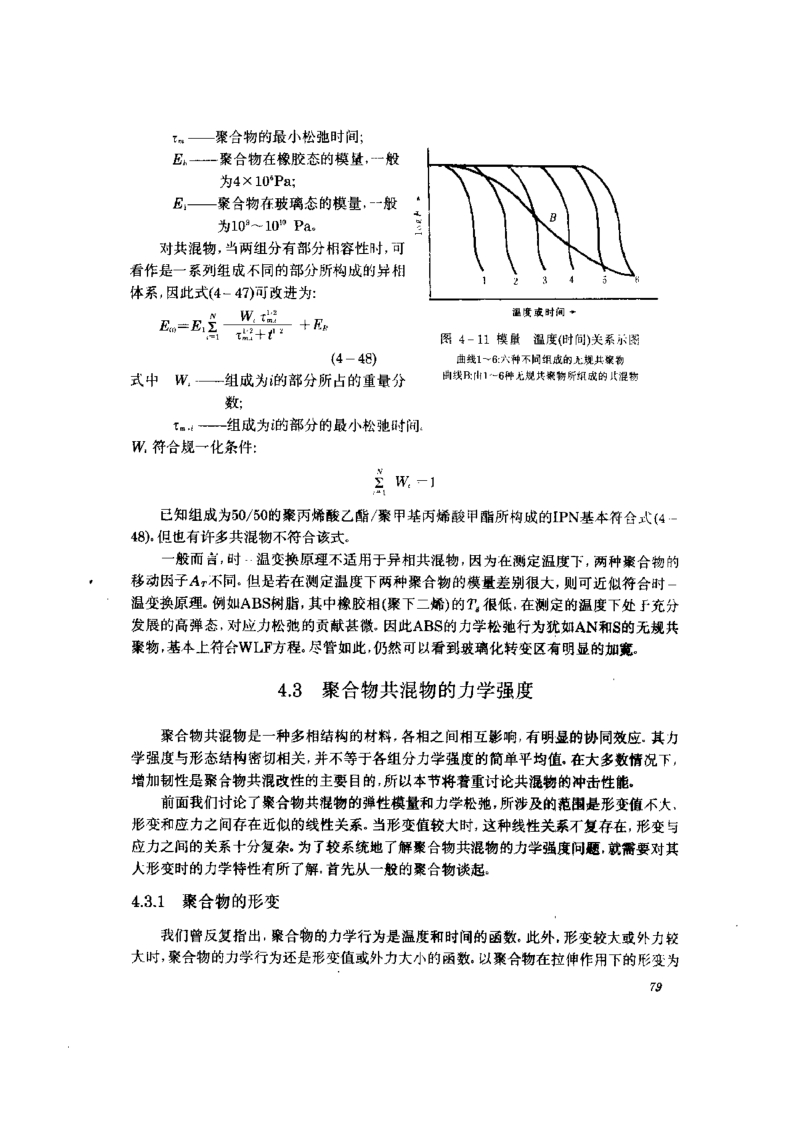 τm——聚合物的最小松弛时间;
Eh——聚合物在橡胶态的模量,一般
为4×10⁶Pa;
E₁——聚合物在玻璃态的模量,一般
为10⁹~10¹⁰ Pa。
对共混物,当两组分有部分相容性时,可
看作是一系列组成不同的部分所构成的异相
体系,因此式(4-47)可改进为:
E(t)=E₁ Σ(i=1→N) Wi τm,i^1/2 / (τm,i^1/2+t^1/2) +ER
(4-48)
式中 Wi——组成为i的部分所占的重量分
数;
τm,i——组成为i的部分的最小松弛时间。
Wi符合规一化条件:
Σ(i=1→N) Wi=1
B
1 2 3 4 5 6
温度或时间→
图 4-11 模量 温度(时间)关系示图
曲线1~6:六种不同组成的无规共聚物
曲线B:由1~6种无规共聚物所组成的共混物
已知组成为50/50的聚丙烯酸乙酯/聚甲基丙烯酸甲酯所构成的IPN基本符合式(4-
48)。但也有许多共混物不符合该式。
一般而言,时-温变换原理不适用于异相共混物,因为在测定温度下,两种聚合物的
移动因子AT不同。但是若在测定温度下两种聚合物的模量差别很大,则可近似符合时-
温变换原理。例如ABS树脂,其中橡胶相(聚下二烯)的Tg很低,在测定的温度下处于充分
发展的高弹态,对应力松弛的贡献甚微。因此ABS的力学松弛行为犹如AN和S的无规共
聚物,基本上符合WLF方程。尽管如此,仍然可以看到玻璃化转变区有明显的加宽。
4.3 聚合物共混物的力学强度
聚合物共混物是一种多相结构的材料,各相之间相互影响,有明显的协同效应。其力
学强度与形态结构密切相关,并不等于各组分力学强度的简单平均值。在大多数情况下,
增加韧性是聚合物共混改性的主要目的,所以本节将着重讨论共混物的冲击性能。
前面我们讨论了聚合物共混物的弹性模量和力学松弛,所涉及的范围是形变值不大、
形变和应力之间存在近似的线性关系。当形变值较大时,这种线性关系不复存在,形变与
应力之间的关系十分复杂。为了较系统地了解聚合物共混物的力学强度问题,就需要对其
大形变时的力学特性有所了解。首先从一般的聚合物谈起。
4.3.1 聚合物的形变
我们曾反复指出,聚合物的力学行为是温度和时间的函数。此外,形变较大或外力较
大时,聚合物的力学行为还是形变值或外力大小的函数。以聚合物在拉伸作用下的形变为
79